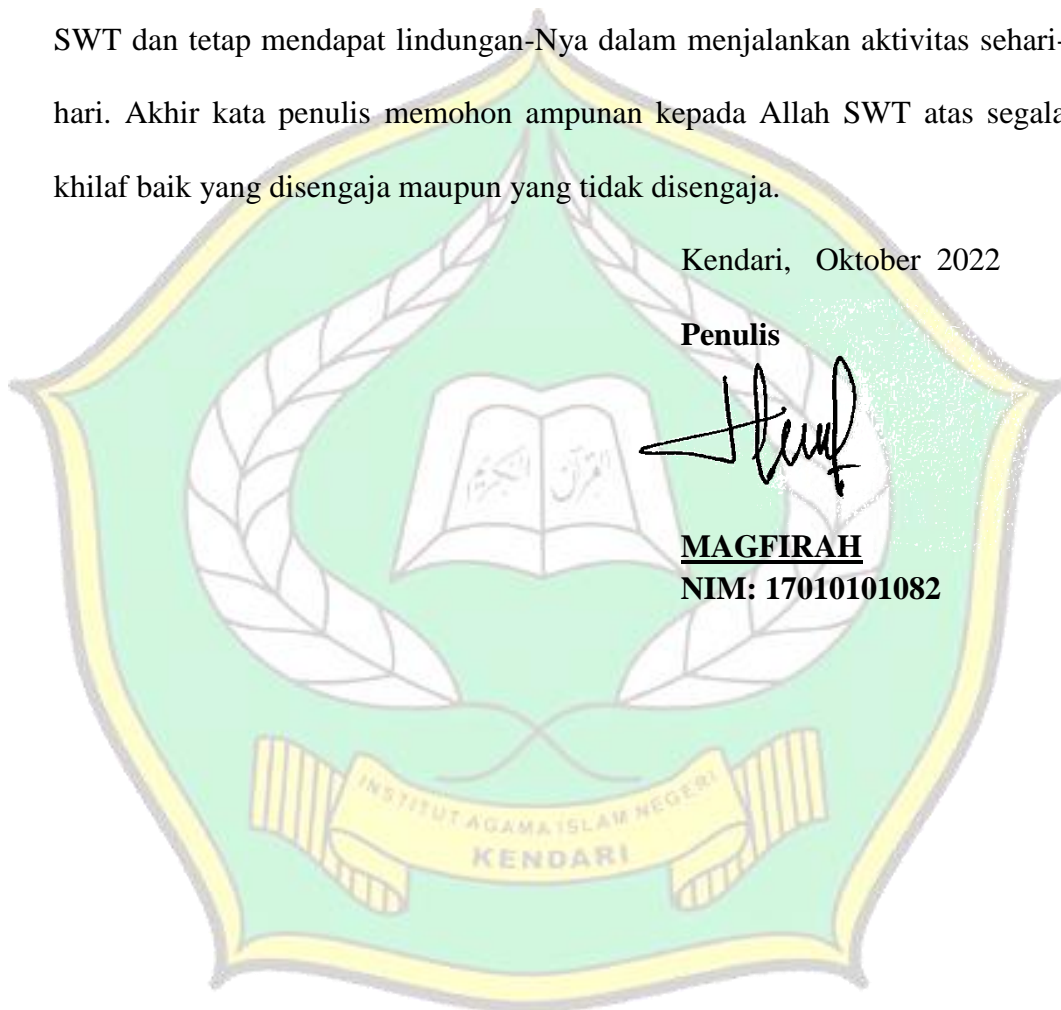 SWT dan tetap mendapat lindungan-Nya dalam menjalankan aktivitas sehari-
hari. Akhir kata penulis memohon ampunan kepada Allah SWT atas segala
khilaf baik yang disengaja maupun yang tidak disengaja.
Kendari, Oktober 2022
Penulis
MAGFIRAH
NIM: 17010101082
القرآن الكريم
INSTITUT AGAMA ISLAM NEGERI
KENDARI